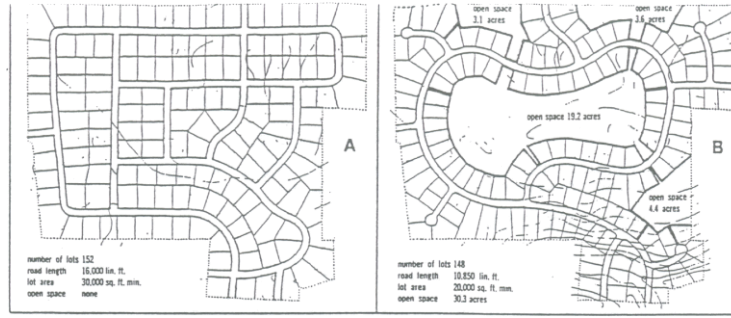 A
number of lots 152
road length 16,000 lin. ft.
lot area 30,000 sq. ft. min.
open space none
open space
3.1 acres
open space
3.6 acres
open space 19.2 acres
B
open space
4.4 acres
number of lots 148
road length 10,850 lin. ft.
lot area 20,000 sq. ft. min.
open space 30.3 acres